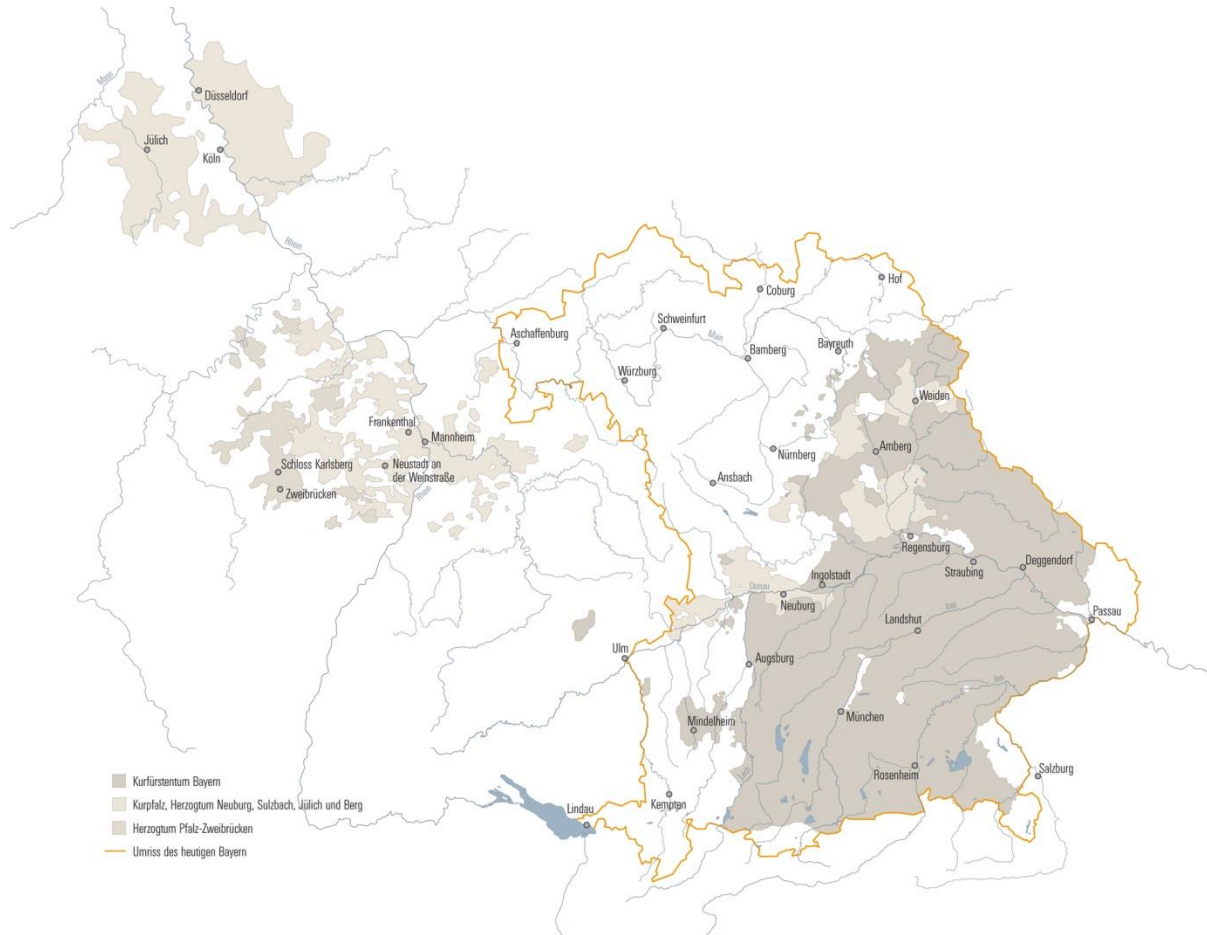 Maas
Düsseldorf
Jülich
Köln
Rhein
Hof
Coburg
Schweinfurt
Aschaffenburg
Main
Bamberg
Bayreuth
Würzburg
Weiden
Frankenthal
Mannheim
Nürnberg
Amberg
Schloss Karlsberg
Neustadt an
der Weinstraße
Ansbach
Zweibrücken
Rhein
Regensburg
Straubing
Deggendorf
Ingolstadt
Donau
Neuburg
Isar
Passau
Landshut
Ulm
Augsburg
Inn
München
Mindelheim
Lech
Rosenheim
Salzburg
Kempten
Lindau
Kurfürstentum Bayern
Kurpfalz, Herzogtum Neuburg, Sulzbach, Jülich und Berg
Herzogtum Pfalz-Zweibrücken
Umriss des heutigen Bayern